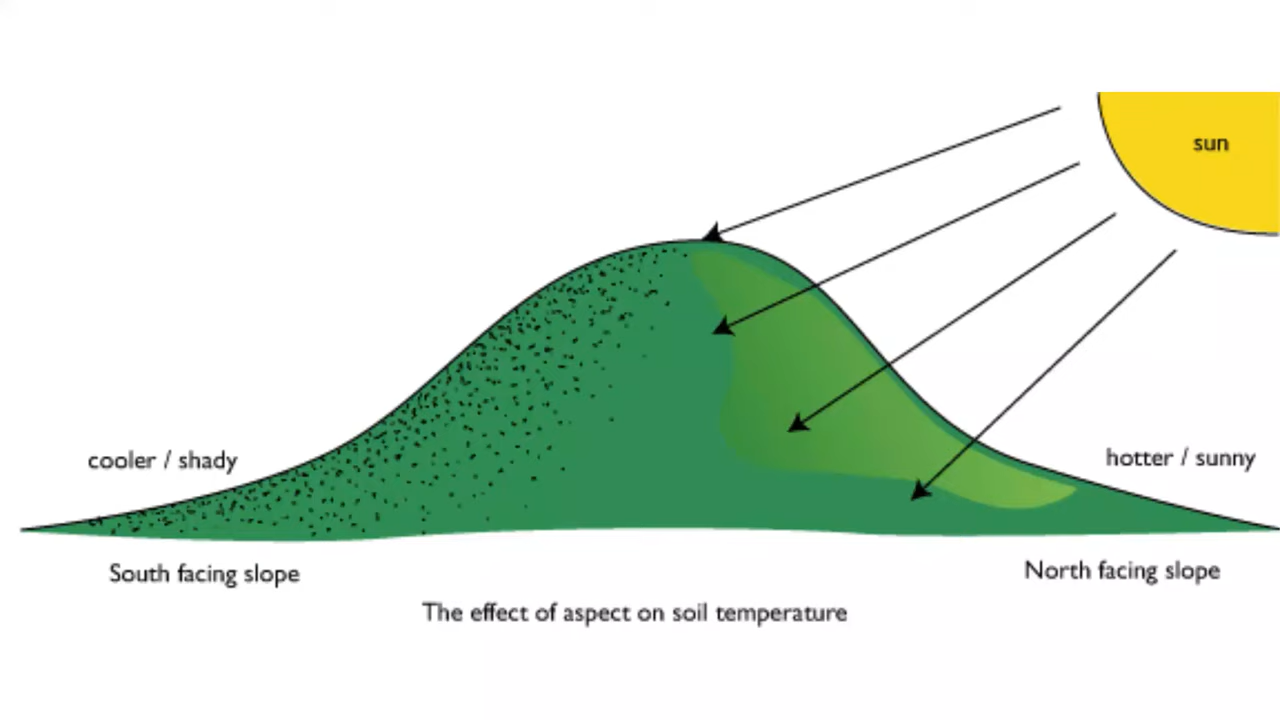 sun
cooler / shady
hotter / sunny
South facing slope
North facing slope
The effect of aspect on soil temperature